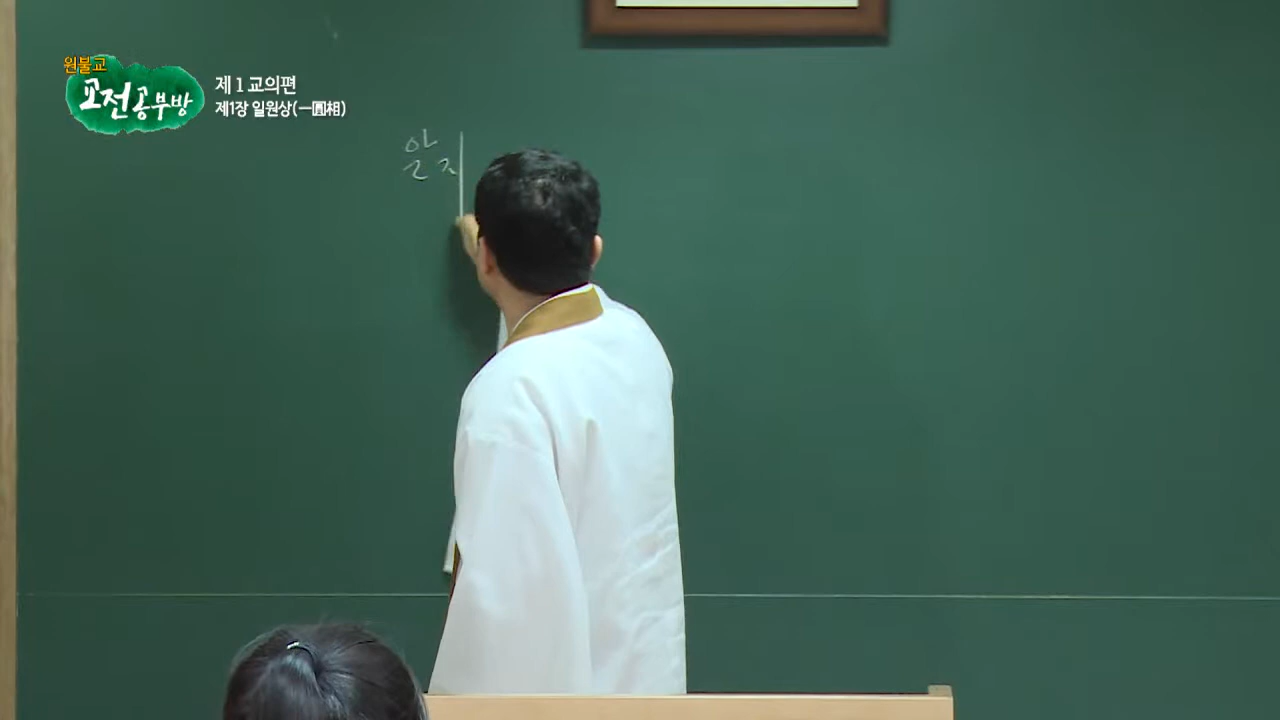 원불교
교전공부방
제 1 교의편
제1장 일원상(一圓相)
알지